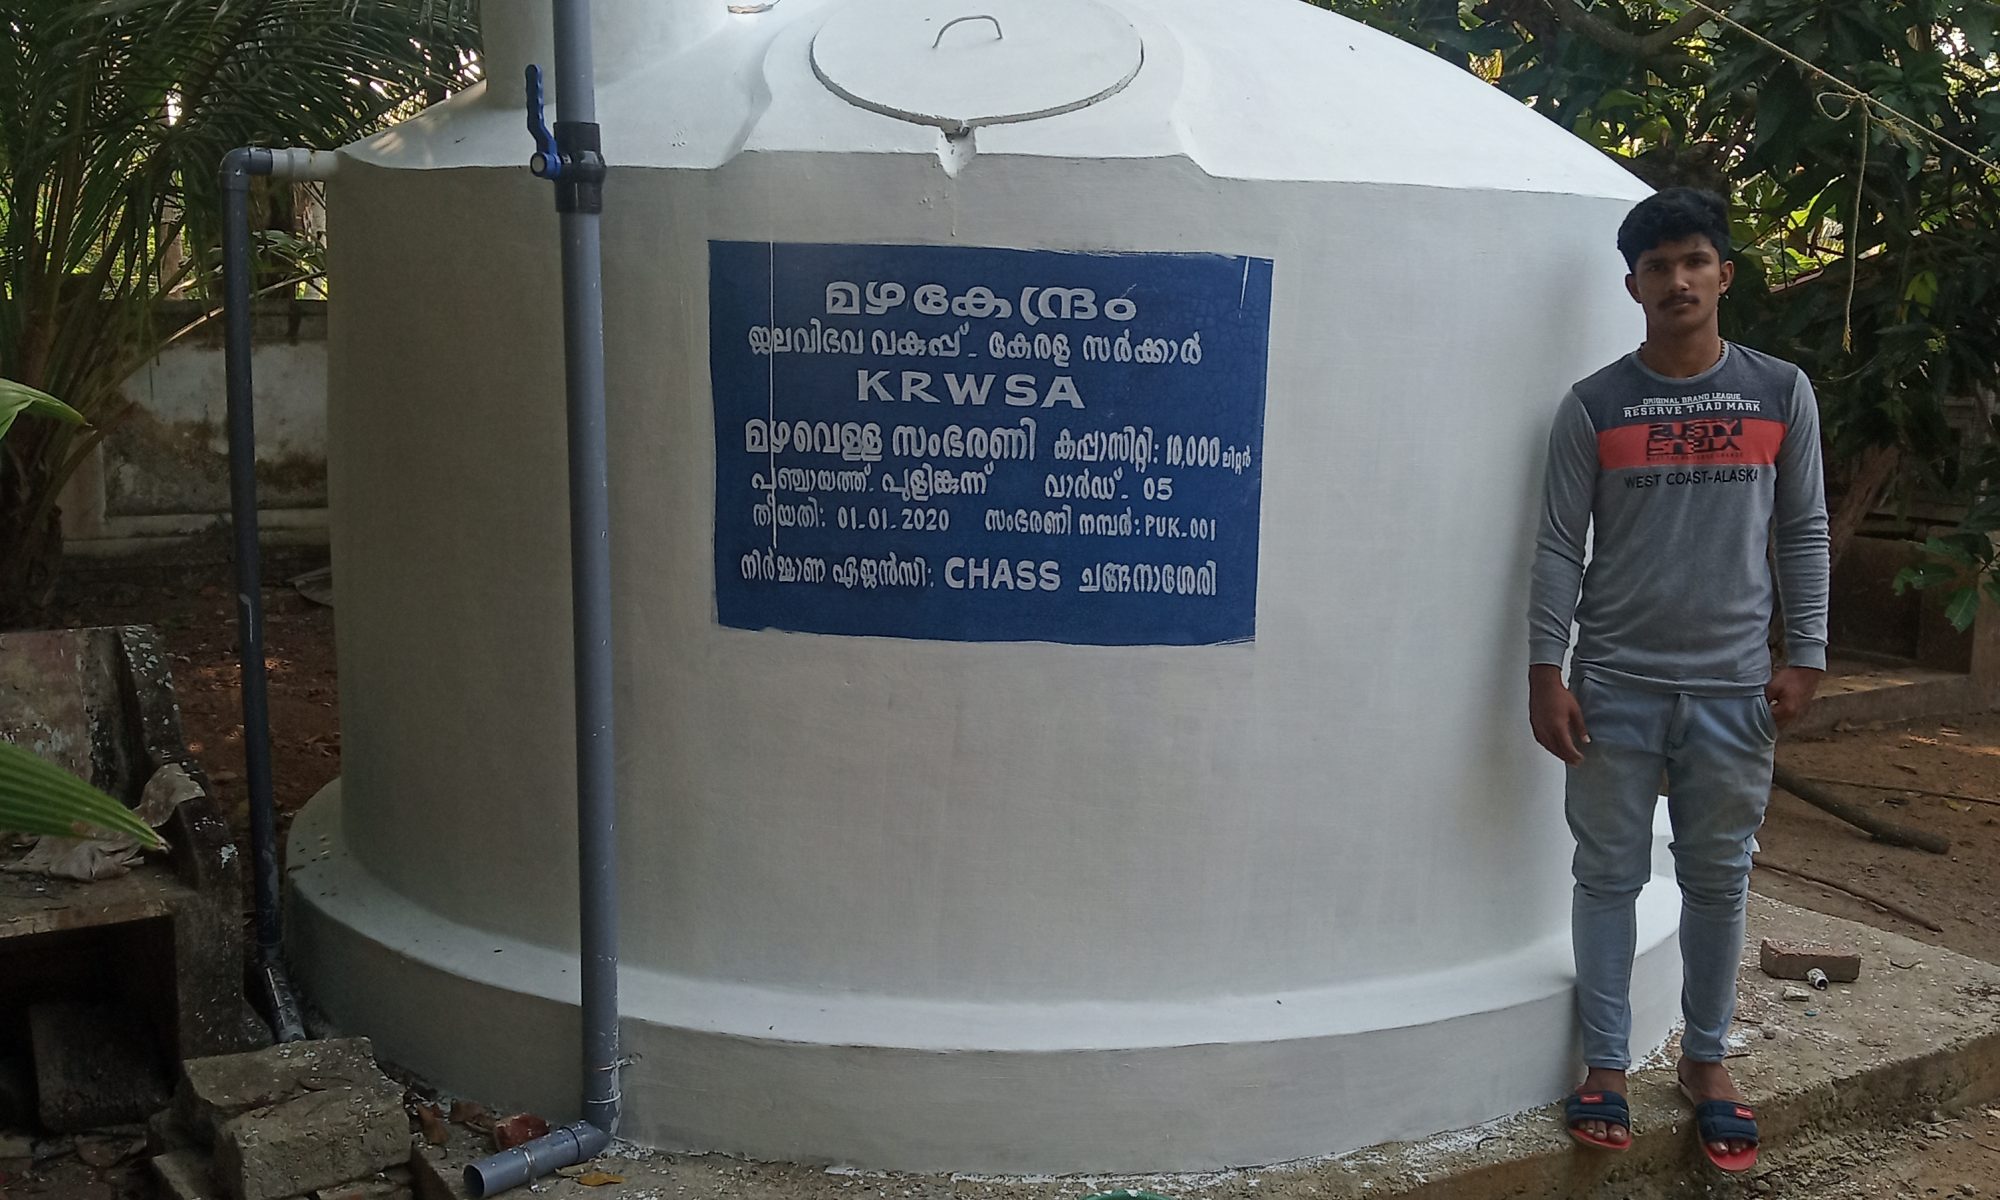 മഴകേന്ദ്രം
ജലവിഭവ വകുപ്പ് - കേരള സർക്കാർ
KRWSA
മഴവെള്ള സംഭരണി കപ്പാസിറ്റി: 10,000 ലിറ്റർ
പഞ്ചായത്ത്. പുളിങ്കുന്ന് വാർഡ് - 05
തിയതി: 01-01-2020 സംഭരണി നമ്പർ: PUK-001
നിർമ്മാണ ഏജൻസി: CHASS ചങ്ങനാശേരി
ORIGINAL BRAND LEAGUE
RESERVE TRAD MARK
WEST COAST-ALASKA